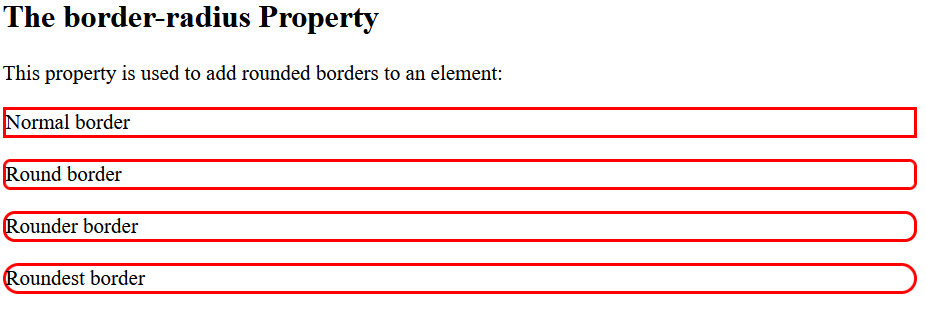 The border-radius Property
This property is used to add rounded borders to an element:
Normal border
Round border
Rounder border
Roundest border